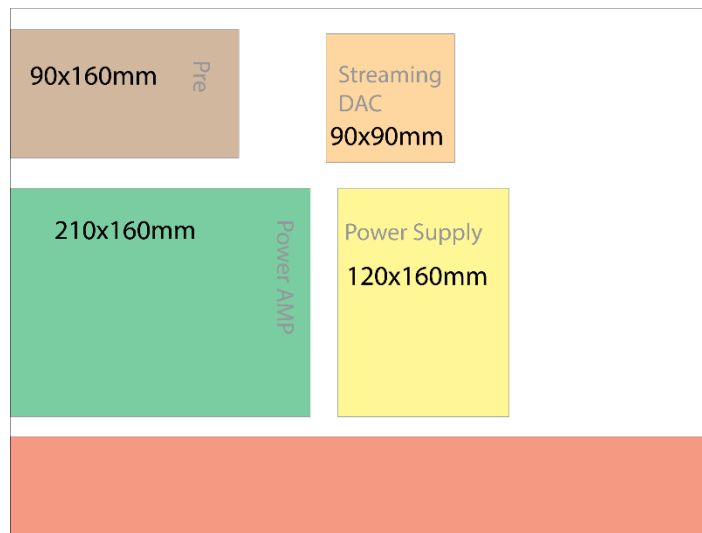 90x160mm
Pre
Streaming
DAC
90x90mm
210x160mm
Power AMP
Power Supply
120x160mm